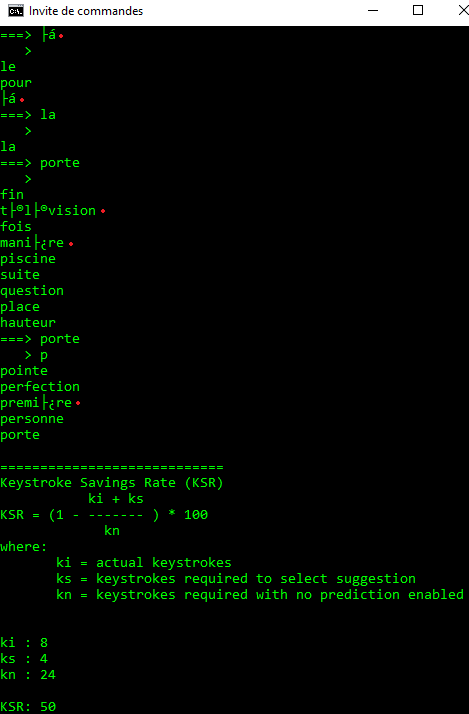 Invite de commandes
===> ├á
   >
le
pour
├á
===> la
   >
la
===> porte
   >
fin
t├®l├®vision
fois
mani├¿re
piscine
suite
question
place
hauteur
===> porte
   > p
pointe
perfection
premi├¿re
personne
porte
============================
Keystroke Savings Rate (KSR)
           ki + ks
KSR = (1 - ------- ) * 100
             kn
where:
       ki = actual keystrokes
       ks = keystrokes required to select suggestion
       kn = keystrokes required with no prediction enabled
ki : 8
ks : 4
kn : 24
KSR: 50